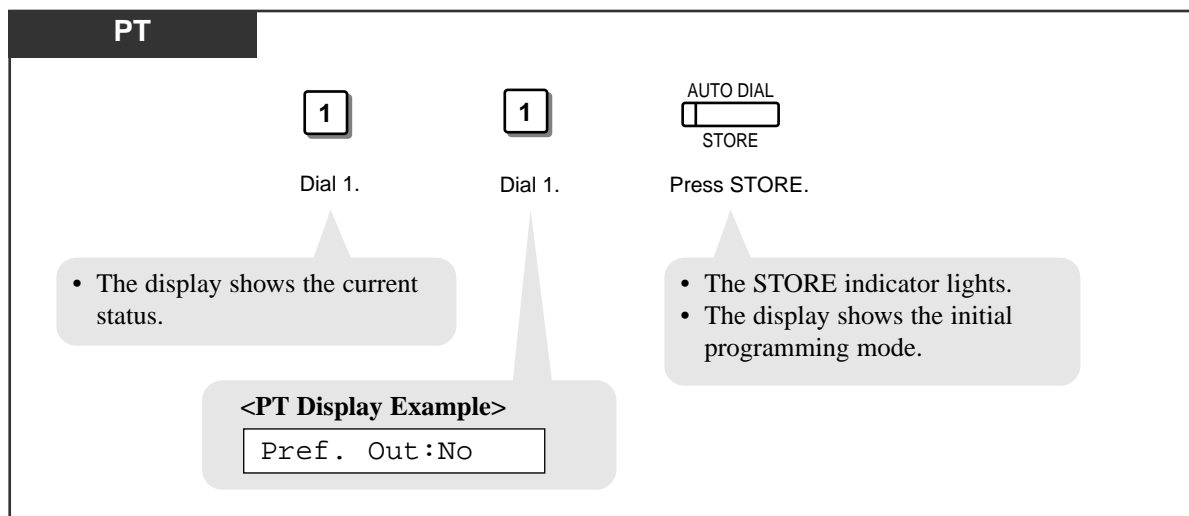 PT
1
1
AUTO DIAL
STORE
Dial 1.
Dial 1.
Press STORE.
• The display shows the current
status.
• The STORE indicator lights.
• The display shows the initial
programming mode.
<PT Display Example>
Pref. Out:No